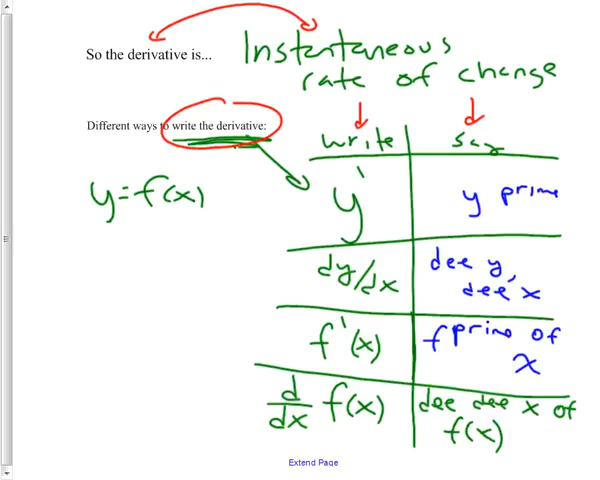 So the derivative is...
Instantaneous
rate of change
Different ways to write the derivative:
write say
y = f(x)
y' y prime
dy/dx dee y,
dee x
f'(x) f prime of
x
d/dx f(x) dee dee x of
f(x)
Extend Page